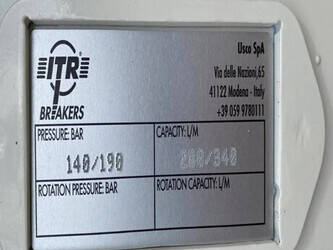 ITR
BREAKERS
Usco SpA
Via delle Nazioni,65
41122 Modena - Italy
+39 059 9780111
PRESSURE: BAR
140/190
CAPACITY: L/M
280/340
ROTATION PRESSURE: BAR
ROTATION CAPACITY: L/M